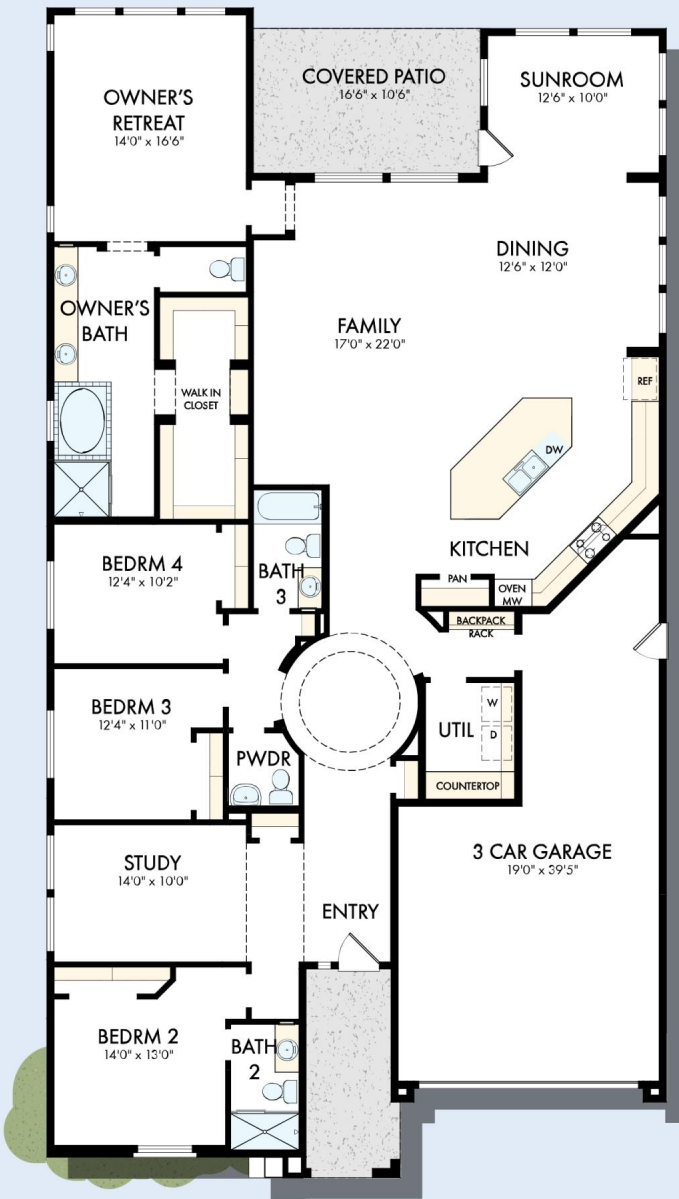 OWNER'S
RETREAT
14'0" x 16'6"
COVERED PATIO
16'6" x 10'6"
SUNROOM
12'6" x 10'0"
DINING
12'6" x 12'0"
OWNER'S
BATH
FAMILY
17'0" x 22'0"
WALK IN
CLOSET
REF
DW
KITCHEN
PAN
OVEN
MW
BACKPACK
RACK
BEDRM 4
12'4" x 10'2"
BATH
3
BEDRM 3
12'4" x 11'0"
W
D
UTIL
COUNTERTOP
PWDR
STUDY
14'0" x 10'0"
3 CAR GARAGE
19'0" x 39'5"
ENTRY
BEDRM 2
14'0" x 13'0"
BATH
2